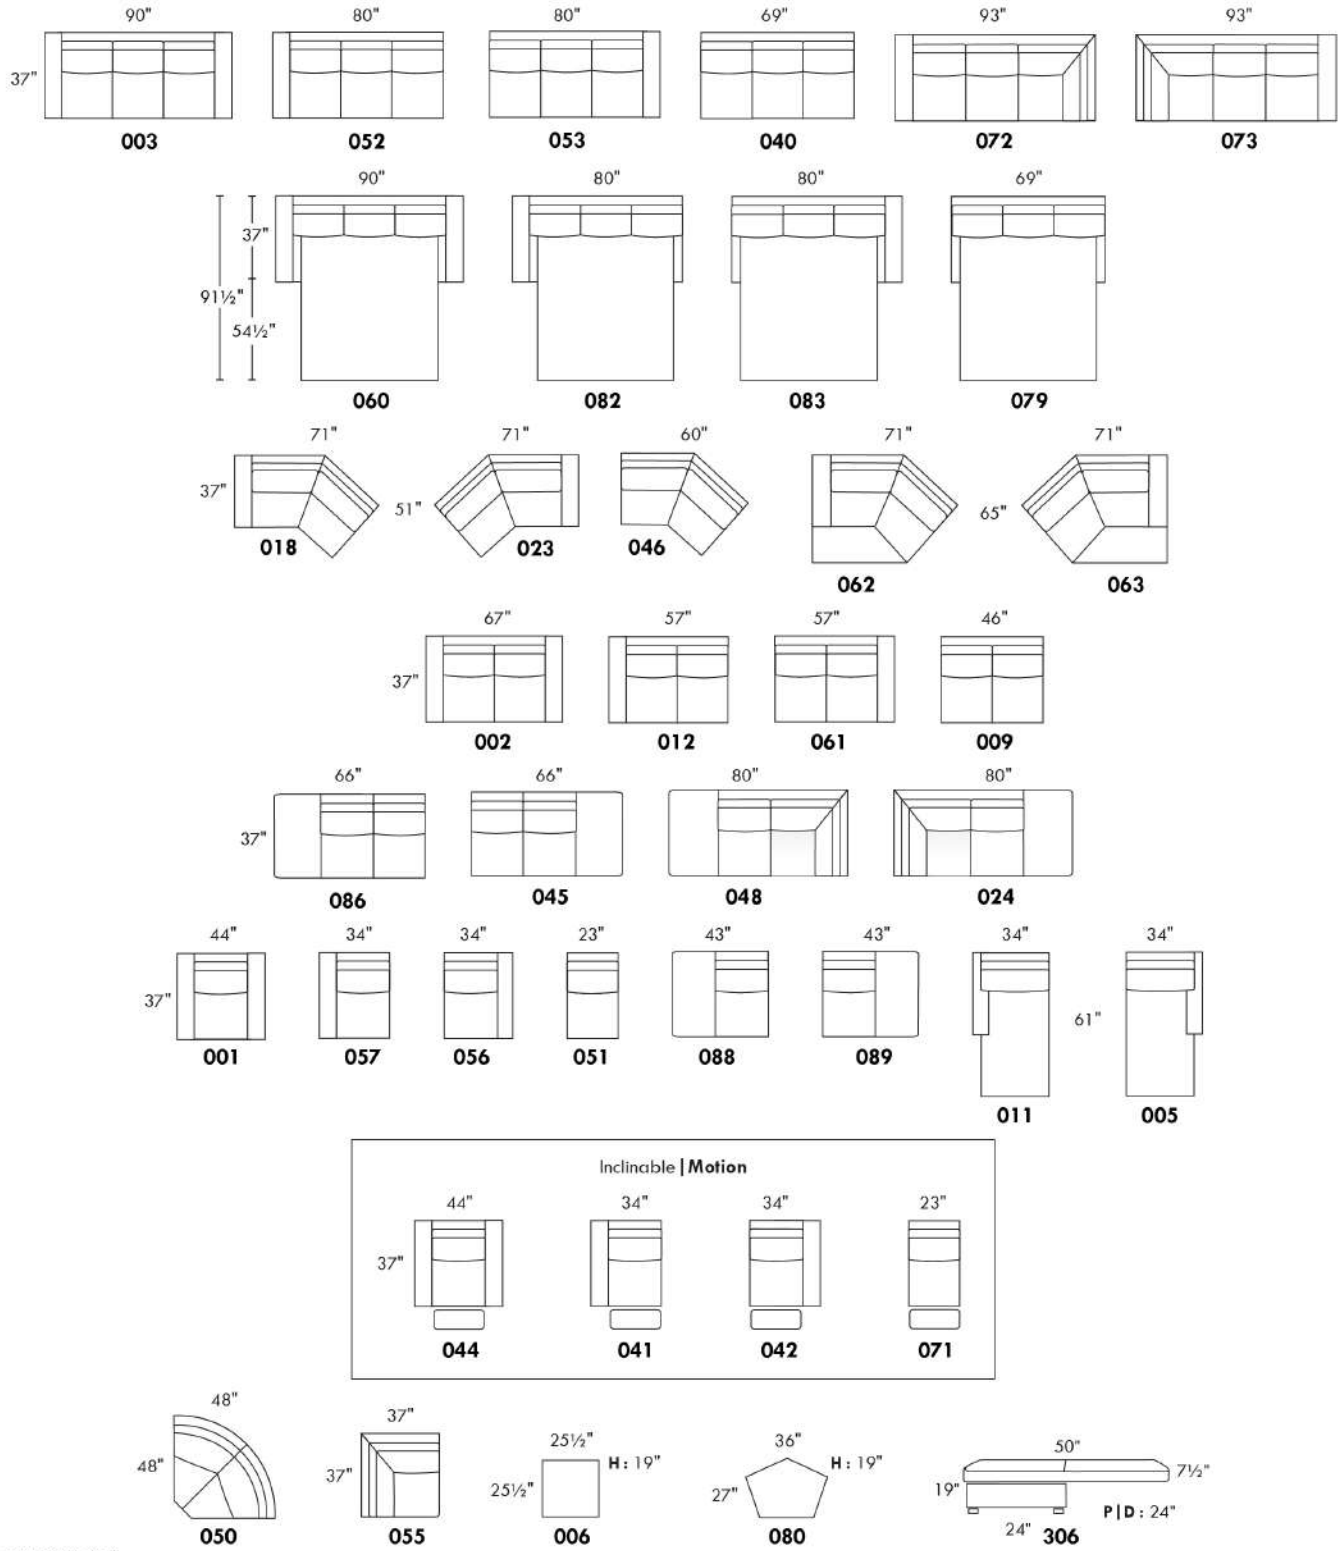 90" 80" 80" 69" 93" 93"
37"
003 052 053 040 072 073
90" 80" 80" 69"
37"
91½"
54½"
060 082 083 079
71" 71" 60" 71" 71"
37" 51" 65"
018 023 046 062 063
67" 57" 57" 46"
37"
002 012 061 009
66" 66" 80" 80"
37"
086 045 048 024
44" 34" 34" 23" 43" 43" 34" 34"
37" 61"
001 057 056 051 088 089 011 005
Inclinable | Motion
44" 34" 34" 23"
37"
044 041 042 071
48" 37" 25½" H : 19" 36" H : 19" 50"
48" 37" 25½" 27" 19" 7½"
P|D : 24"
24"
050 055 006 080 306